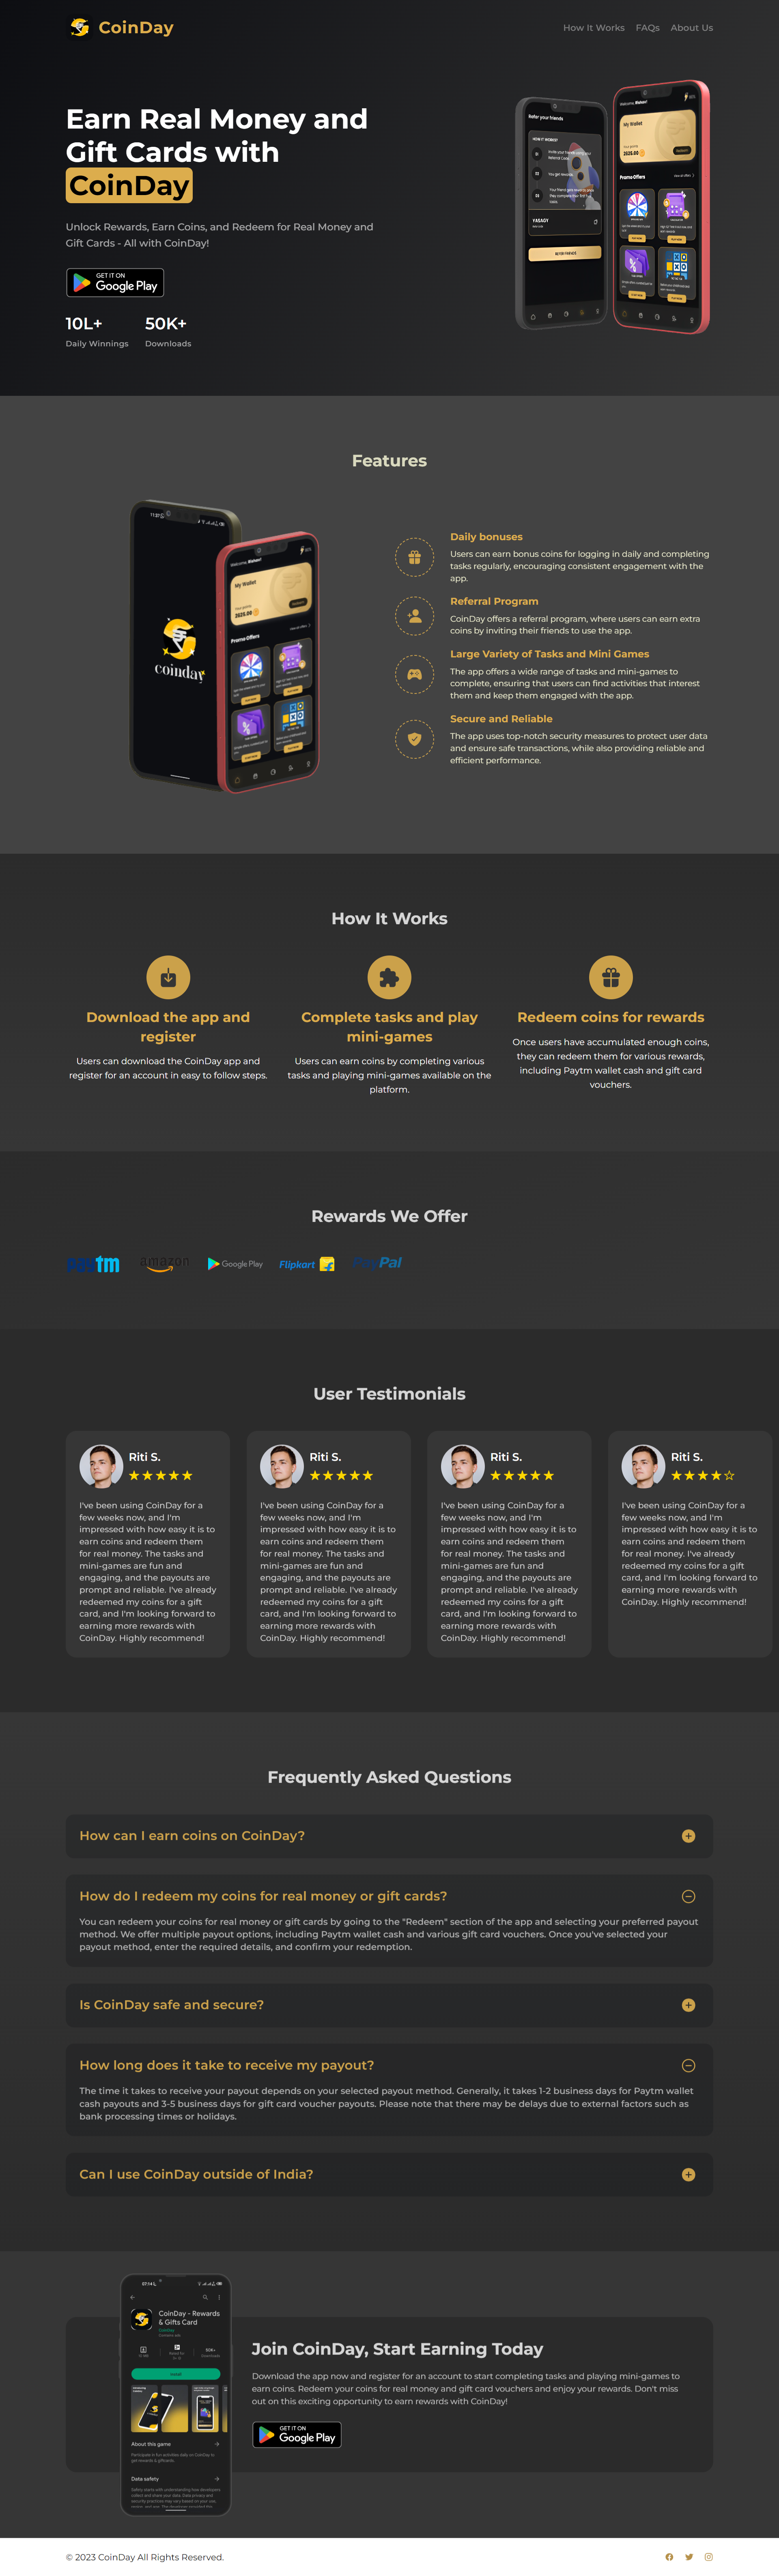 CoinDay
How It Works
FAQs
About Us
Earn Real Money and
Gift Cards with
CoinDay
Unlock Rewards, Earn Coins, and Redeem for Real Money and
Gift Cards - All with CoinDay!
GET IT ON
Google Play
10L+
50K+
Daily Winnings
Downloads
Refer your friends
HOW IT WORKS?
My Wallet
2626.00
Promo Offers
REFER FRIENDS
Features
My Wallet
2626.00
Promo Offers
coinday
Daily bonuses
Users can earn bonus coins for logging in daily and completing
tasks regularly, encouraging consistent engagement with the
app.
Referral Program
CoinDay offers a referral program, where users can earn extra
coins by inviting their friends to use the app.
Large Variety of Tasks and Mini Games
The app offers a wide range of tasks and mini-games to
complete, ensuring that users can find activities that interest
them and keep them engaged with the app.
Secure and Reliable
The app uses top-notch security measures to protect user data
and ensure safe transactions, while also providing reliable and
efficient performance.
How It Works
Download the app and
register
Users can download the CoinDay app and
register for an account in easy to follow steps.
Complete tasks and play
mini-games
Users can earn coins by completing various
tasks and playing mini-games available on the
platform.
Redeem coins for rewards
Once users have accumulated enough coins,
they can redeem them for various rewards,
including Paytm wallet cash and gift card
vouchers.
Rewards We Offer
paytm
amazon
Google Play
Flipkart
PayPal
User Testimonials
Riti S.
I've been using CoinDay for a
few weeks now, and I'm
impressed with how easy it is to
earn coins and redeem them
for real money. The tasks and
mini-games are fun and
engaging, and the payouts are
prompt and reliable. I've already
redeemed my coins for a gift
card, and I'm looking forward to
earning more rewards with
CoinDay. Highly recommend!
Riti S.
I've been using CoinDay for a
few weeks now, and I'm
impressed with how easy it is to
earn coins and redeem them
for real money. The tasks and
mini-games are fun and
engaging, and the payouts are
prompt and reliable. I've already
redeemed my coins for a gift
card, and I'm looking forward to
earning more rewards with
CoinDay. Highly recommend!
Riti S.
I've been using CoinDay for a
few weeks now, and I'm
impressed with how easy it is to
earn coins and redeem them
for real money. The tasks and
mini-games are fun and
engaging, and the payouts are
prompt and reliable. I've already
redeemed my coins for a gift
card, and I'm looking forward to
earning more rewards with
CoinDay. Highly recommend!
Riti S.
I've been using CoinDay for a
few weeks now, and I'm
impressed with how easy it is to
earn coins and redeem them
for real money. I've already
redeemed my coins for a gift
card, and I'm looking forward to
earning more rewards with
CoinDay. Highly recommend!
Frequently Asked Questions
How can I earn coins on CoinDay?
How do I redeem my coins for real money or gift cards?
You can redeem your coins for real money or gift cards by going to the "Redeem" section of the app and selecting your preferred payout
method. We offer multiple payout options, including Paytm wallet cash and various gift card vouchers. Once you've selected your
payout method, enter the required details, and confirm your redemption.
Is CoinDay safe and secure?
How long does it take to receive my payout?
The time it takes to receive your payout depends on your selected payout method. Generally, it takes 1-2 business days for Paytm wallet
cash payouts and 3-5 business days for gift card voucher payouts. Please note that there may be delays due to external factors such as
bank processing times or holidays.
Can I use CoinDay outside of India?
CoinDay - Rewards
& Gifts Card
Install
About this game
Data safety
Join CoinDay, Start Earning Today
Download the app now and register for an account to start completing tasks and playing mini-games to
earn coins. Redeem your coins for real money and gift card vouchers and enjoy your rewards. Don't miss
out on this exciting opportunity to earn rewards with CoinDay!
GET IT ON
Google Play
© 2023 CoinDay All Rights Reserved.